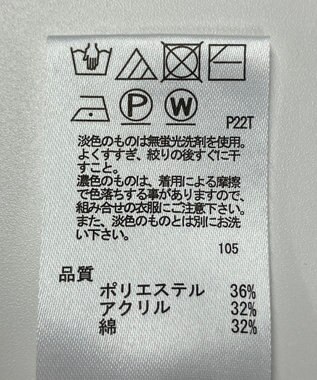 P
W
P22T
淡色のものは無蛍光洗剤を使用。
よくすすぎ、絞りの後すぐに干
すこと。
濃色のものは、着用による摩擦
で色落ちする事がありますので、
組み合せの衣服にご注意下さい。
また、淡色のものとは別にお洗
い下さい。
105
品質
ポリエステル 36%
アクリル 32%
綿 32%